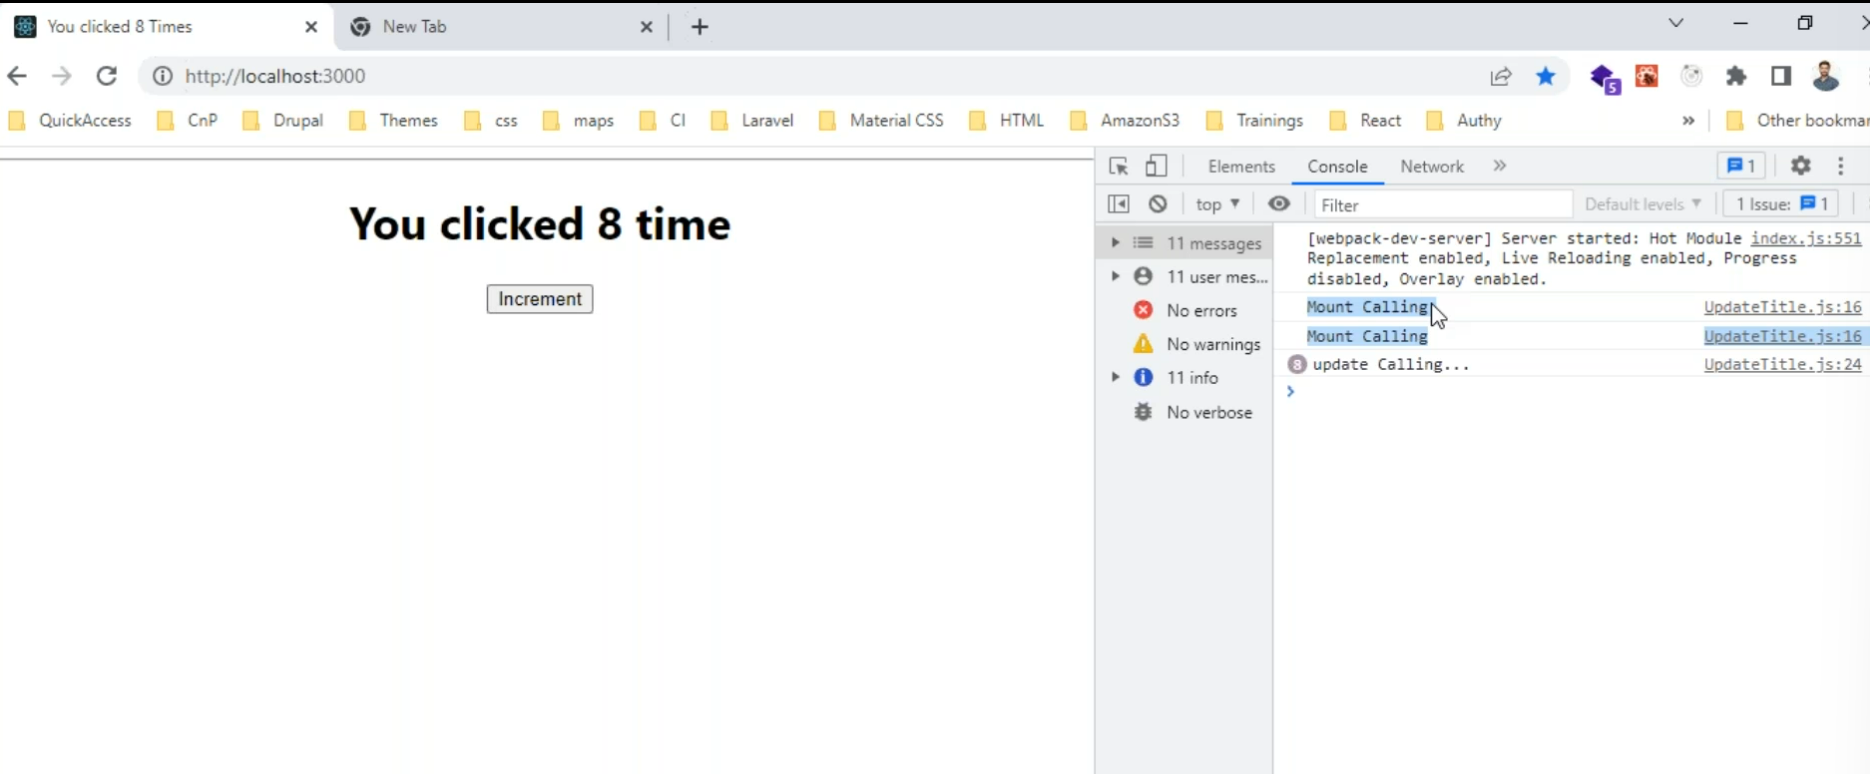 You clicked 8 Times
New Tab
http://localhost:3000
5
QuickAccess
CnP
Drupal
Themes
css
maps
CI
Laravel
Material CSS
HTML
AmazonS3
Trainings
React
Authy
»
Other bookmar
You clicked 8 time
Increment
Elements
Console
Network
»
1
top
Filter
Default levels
1 Issue: 1
11 messages
11 user mes...
No errors
No warnings
11 info
No verbose
[webpack-dev-server] Server started: Hot Module index.js:551
Replacement enabled, Live Reloading enabled, Progress
disabled, Overlay enabled.
Mount Calling UpdateTitle.js:16
Mount Calling UpdateTitle.js:16
8 update Calling... UpdateTitle.js:24